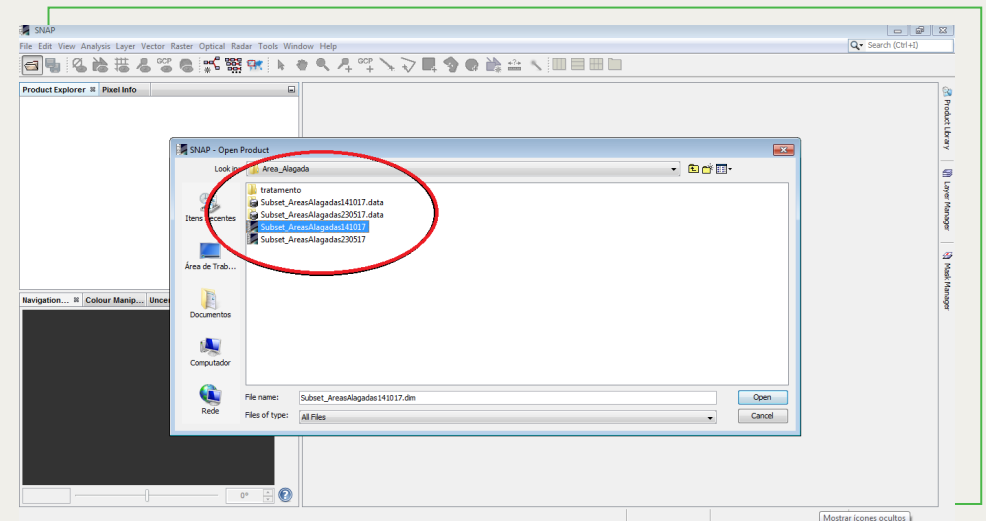 SNAP
File Edit View Analysis Layer Vector Raster Optical Radar Tools Window Help
Search (Ctrl+I)
GCP GCP
Product Explorer Pixel Info
Product Library
Layer Manager
Mask Manager
SNAP - Open Product
Look in: Area_Alagada
Itens Recentes
Área de Trab...
Documentos
Computador
Rede
tratamento
Subset_AreasAlagadas141017.data
Subset_AreasAlagadas230517.data
Subset_AreasAlagadas141017
Subset_AreasAlagadas230517
File name: Subset_AreasAlagadas141017.dim
Open
Files of type: All Files
Cancel
Navigation... Colour Manip... Uncer
0°
Mostrar ícones ocultos